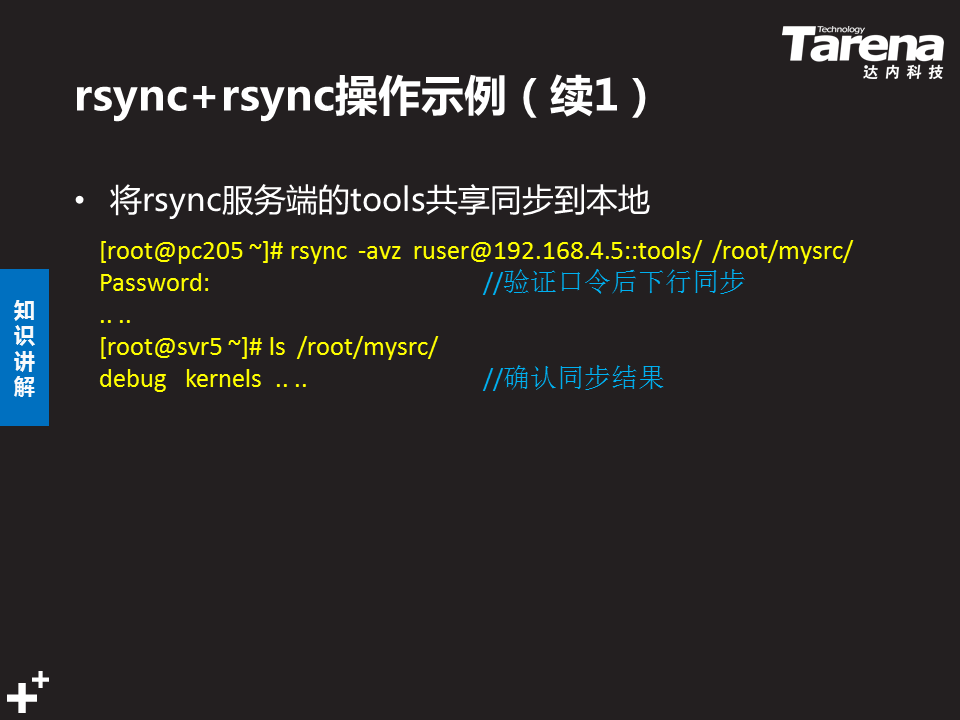 Technology
Tarena
达内科技
rsync+rsync操作示例（续1）
• 将rsync服务端的tools共享同步到本地
[root@pc205 ~]# rsync -avz ruser@192.168.4.5::tools/ /root/mysrc/
Password: //验证口令后下行同步
.. ..
[root@svr5 ~]# ls /root/mysrc/
debug kernels .. .. //确认同步结果
知识讲解